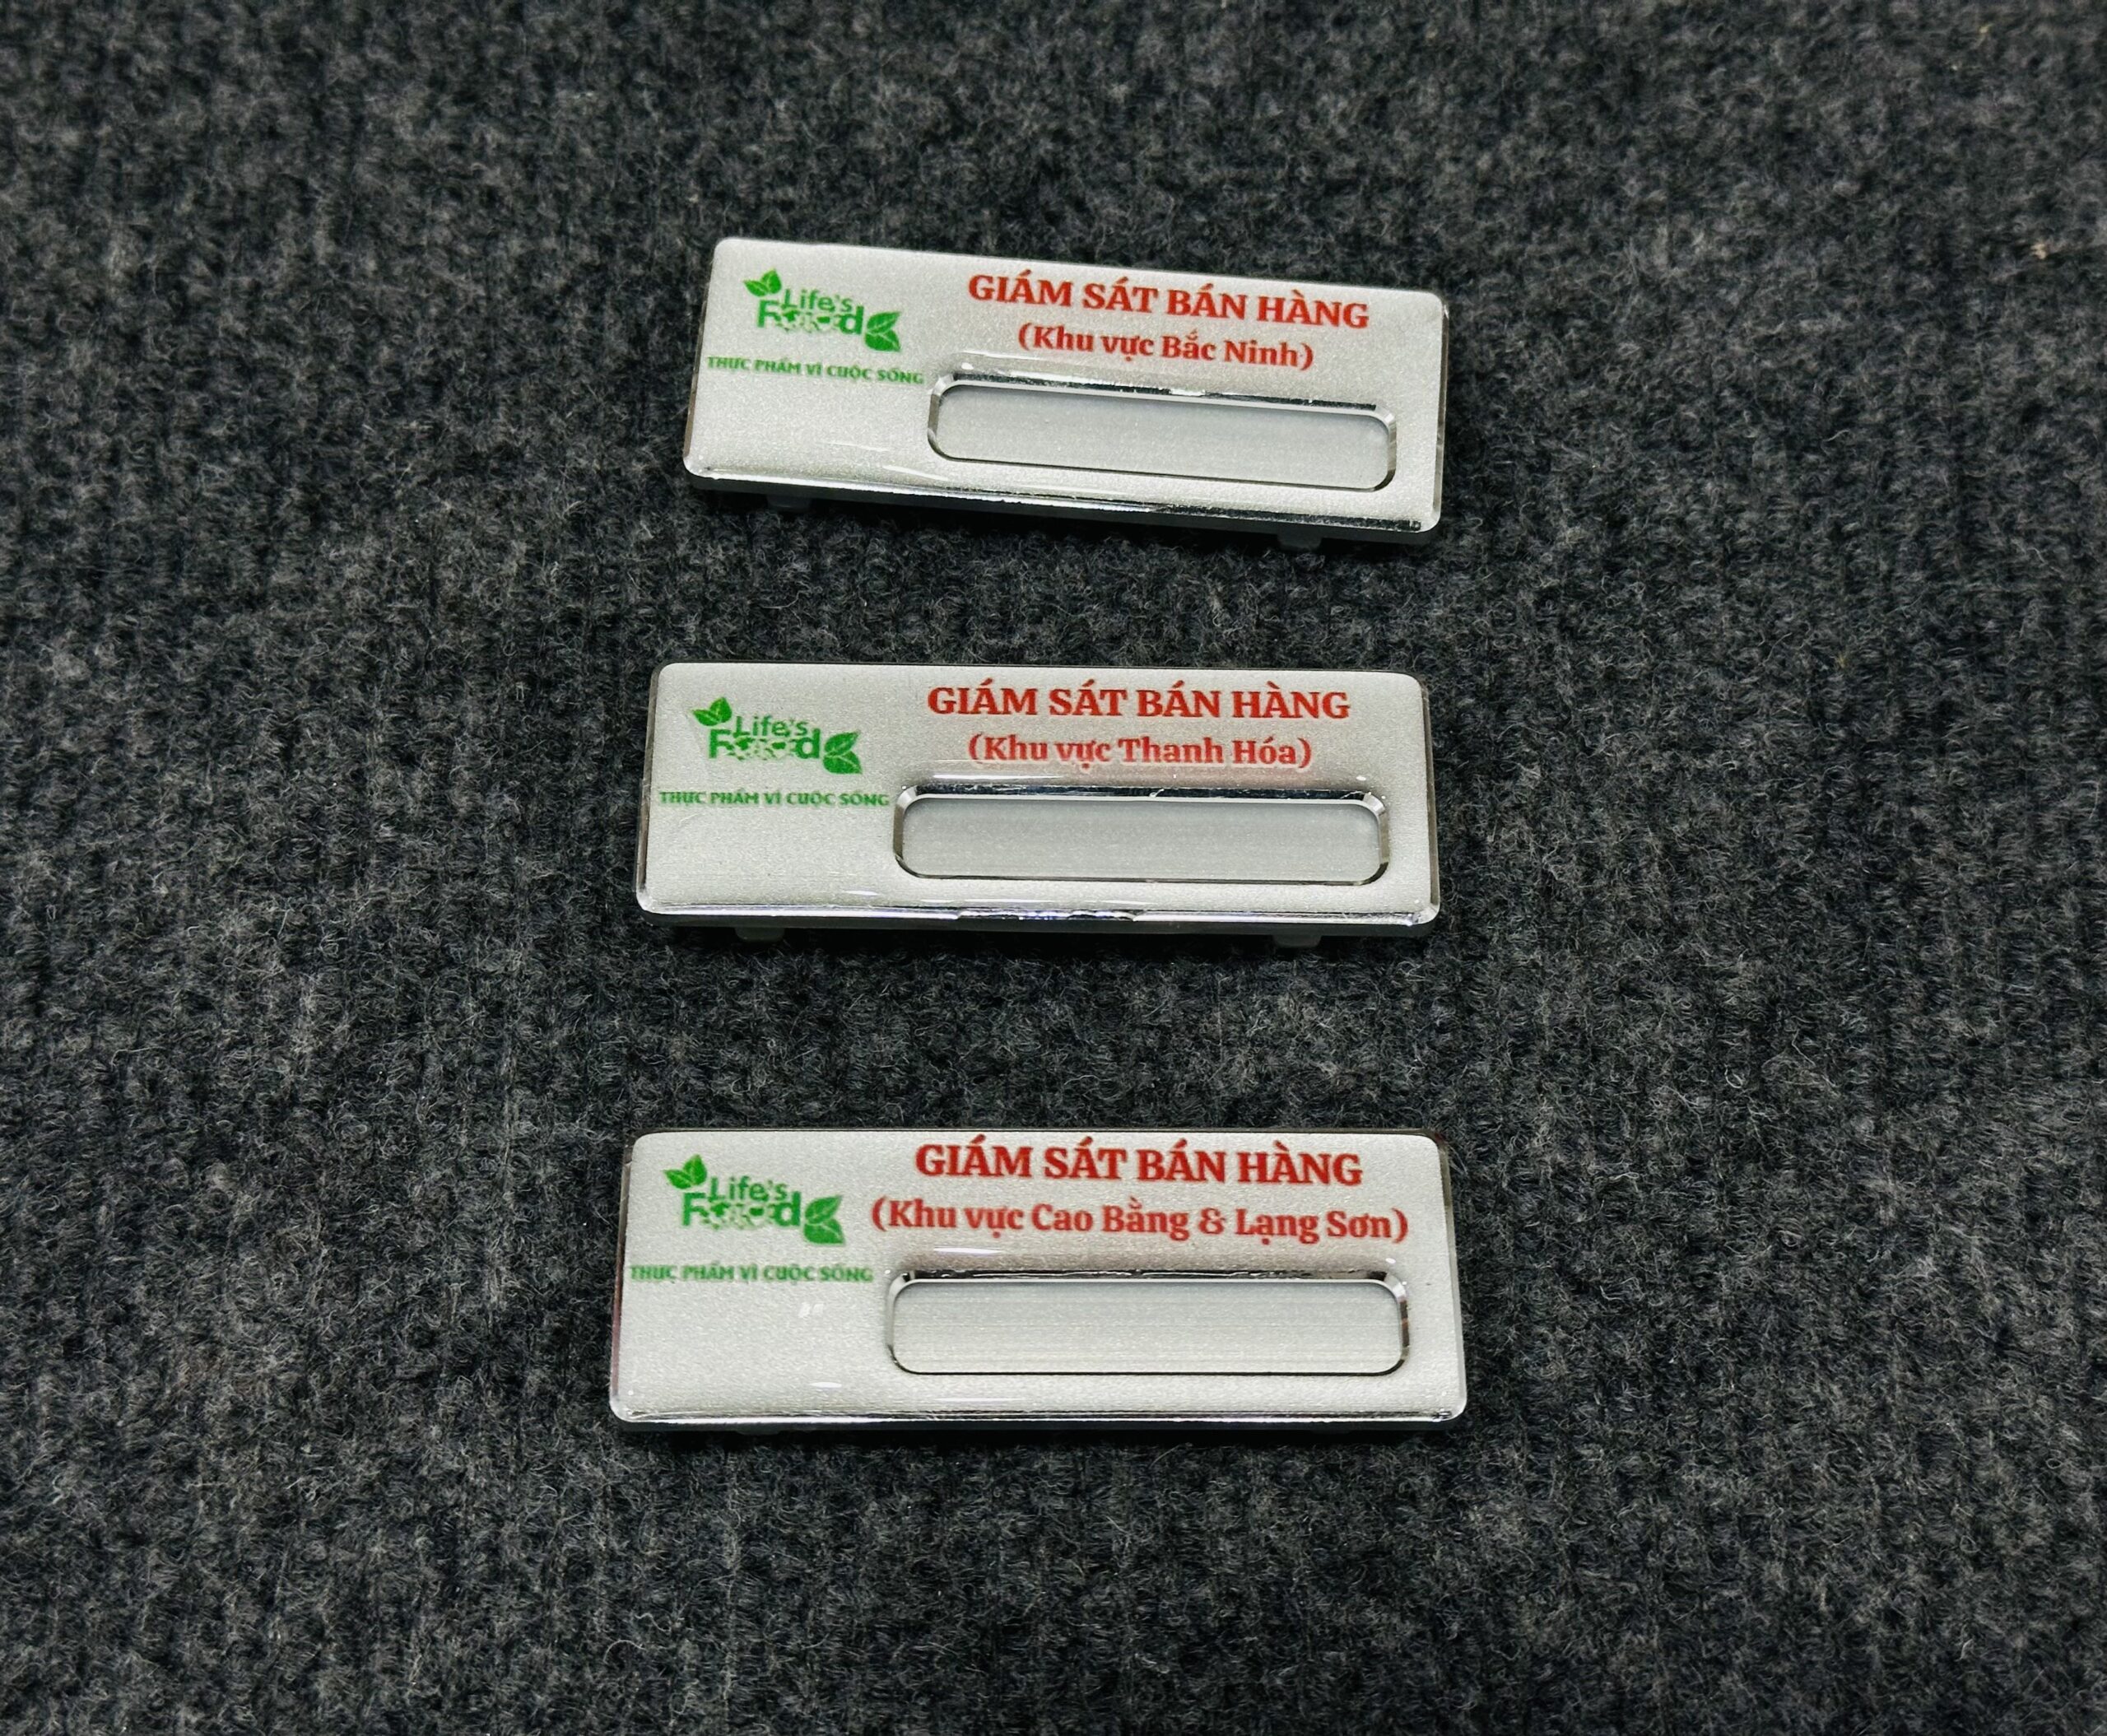 Life's
Food
THỰC PHẨM VÌ CUỘC SỐNG
GIÁM SÁT BÁN HÀNG
(Khu vực Bắc Ninh)
Life's
Food
THỰC PHẨM VÌ CUỘC SỐNG
GIÁM SÁT BÁN HÀNG
(Khu vực Thanh Hóa)
Life's
Food
THỰC PHẨM VÌ CUỘC SỐNG
GIÁM SÁT BÁN HÀNG
(Khu vực Cao Bằng & Lạng Sơn)